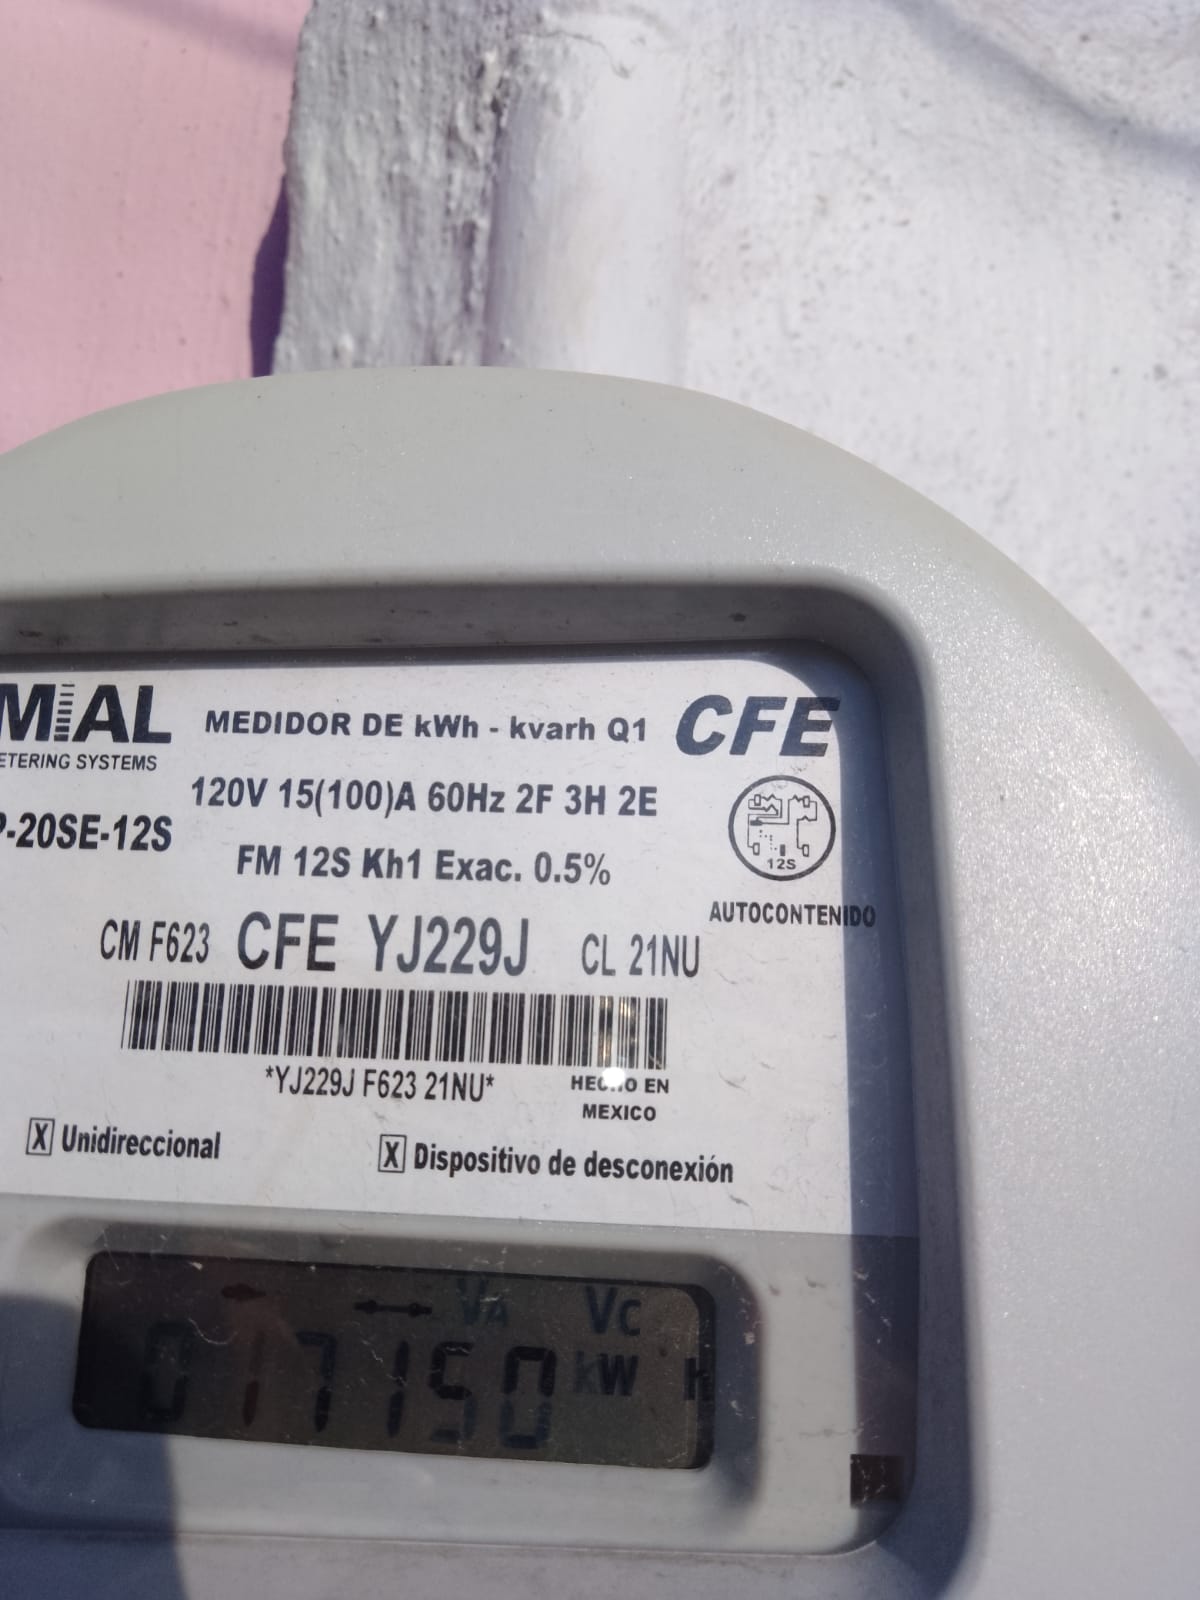 MIAL
ETERING SYSTEMS
MEDIDOR DE kWh - kvarh Q1
CFE
120V 15(100)A 60Hz 2F 3H 2E
P-20SE-12S
FM 12S Kh1 Exac. 0.5%
12S
AUTOCONTENIDO
CM F623 CFE YJ229J CL 21NU
*YJ229J F623 21NU*
HECHO EN
MEXICO
X Unidireccional
X Dispositivo de desconexión
VA VC
017150 kW h